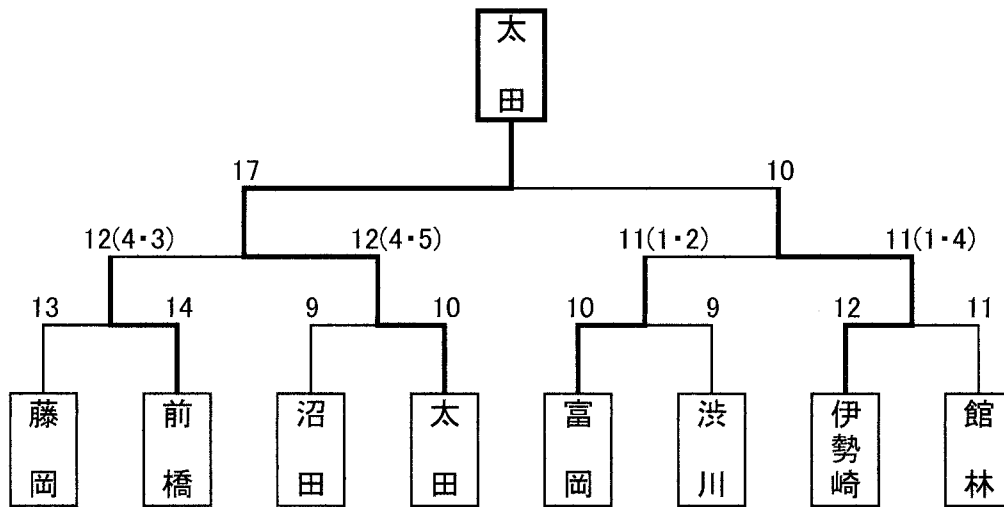 太田
17 10
12(4・3) 12(4・5) 11(1・2) 11(1・4)
13 14 9 10 10 9 12 11
藤岡 前橋 沼田 太田 富岡 渋川 伊勢崎 館林